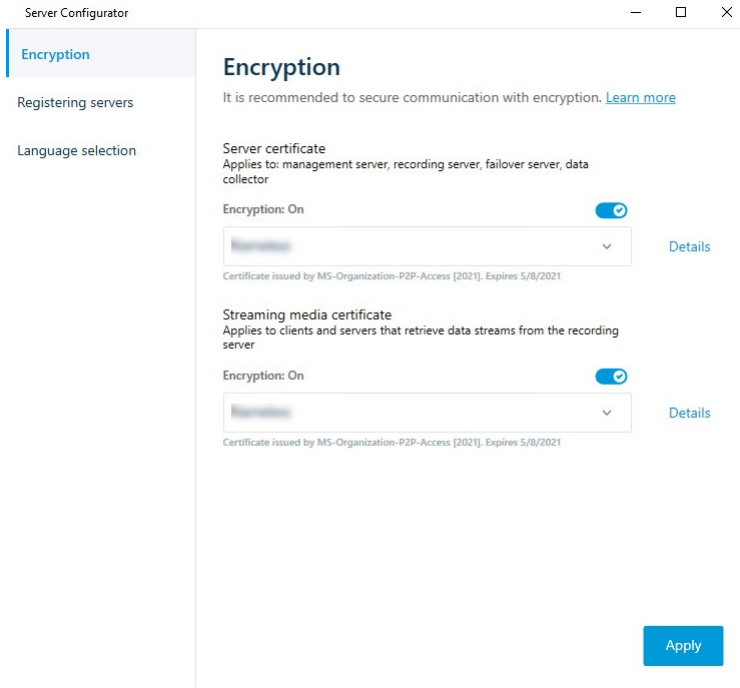 Server Configurator
Encryption
Registering servers
Language selection
Encryption
It is recommended to secure communication with encryption. Learn more
Server certificate
Applies to: management server, recording server, failover server, data
collector
Encryption: On
Details
Certificate issued by MS-Organization-P2P-Access [2021]. Expires 5/8/2021
Streaming media certificate
Applies to clients and servers that retrieve data streams from the recording
server
Encryption: On
Details
Certificate issued by MS-Organization-P2P-Access [2021]. Expires 5/8/2021
Apply